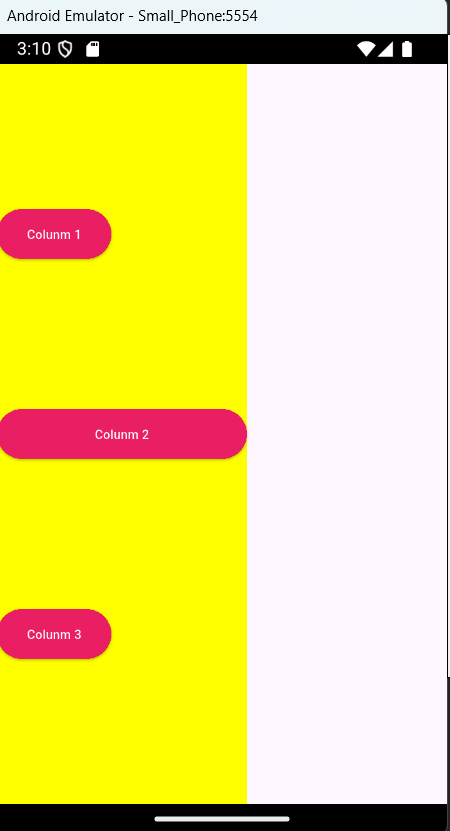 Android Emulator - Small_Phone:5554
3:10
Colunm 1
Colunm 2
Colunm 3